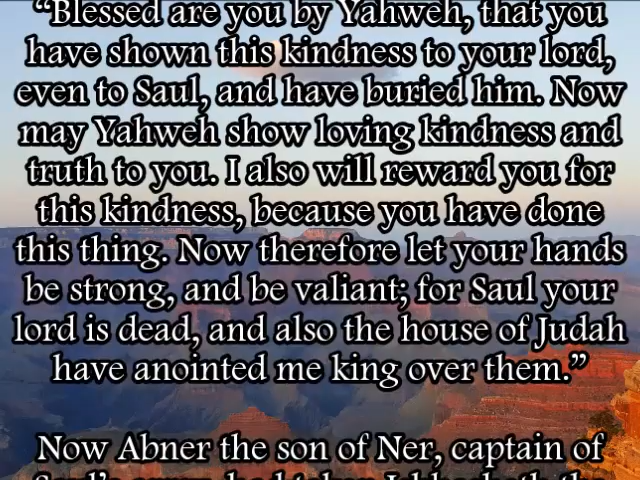 “Blessed are you by Yahweh, that you
have shown this kindness to your lord,
even to Saul, and have buried him. Now
may Yahweh show loving kindness and
truth to you. I also will reward you for
this kindness, because you have done
this thing. Now therefore let your hands
be strong, and be valiant; for Saul your
lord is dead, and also the house of Judah
have anointed me king over them.”
Now Abner the son of Ner, captain of